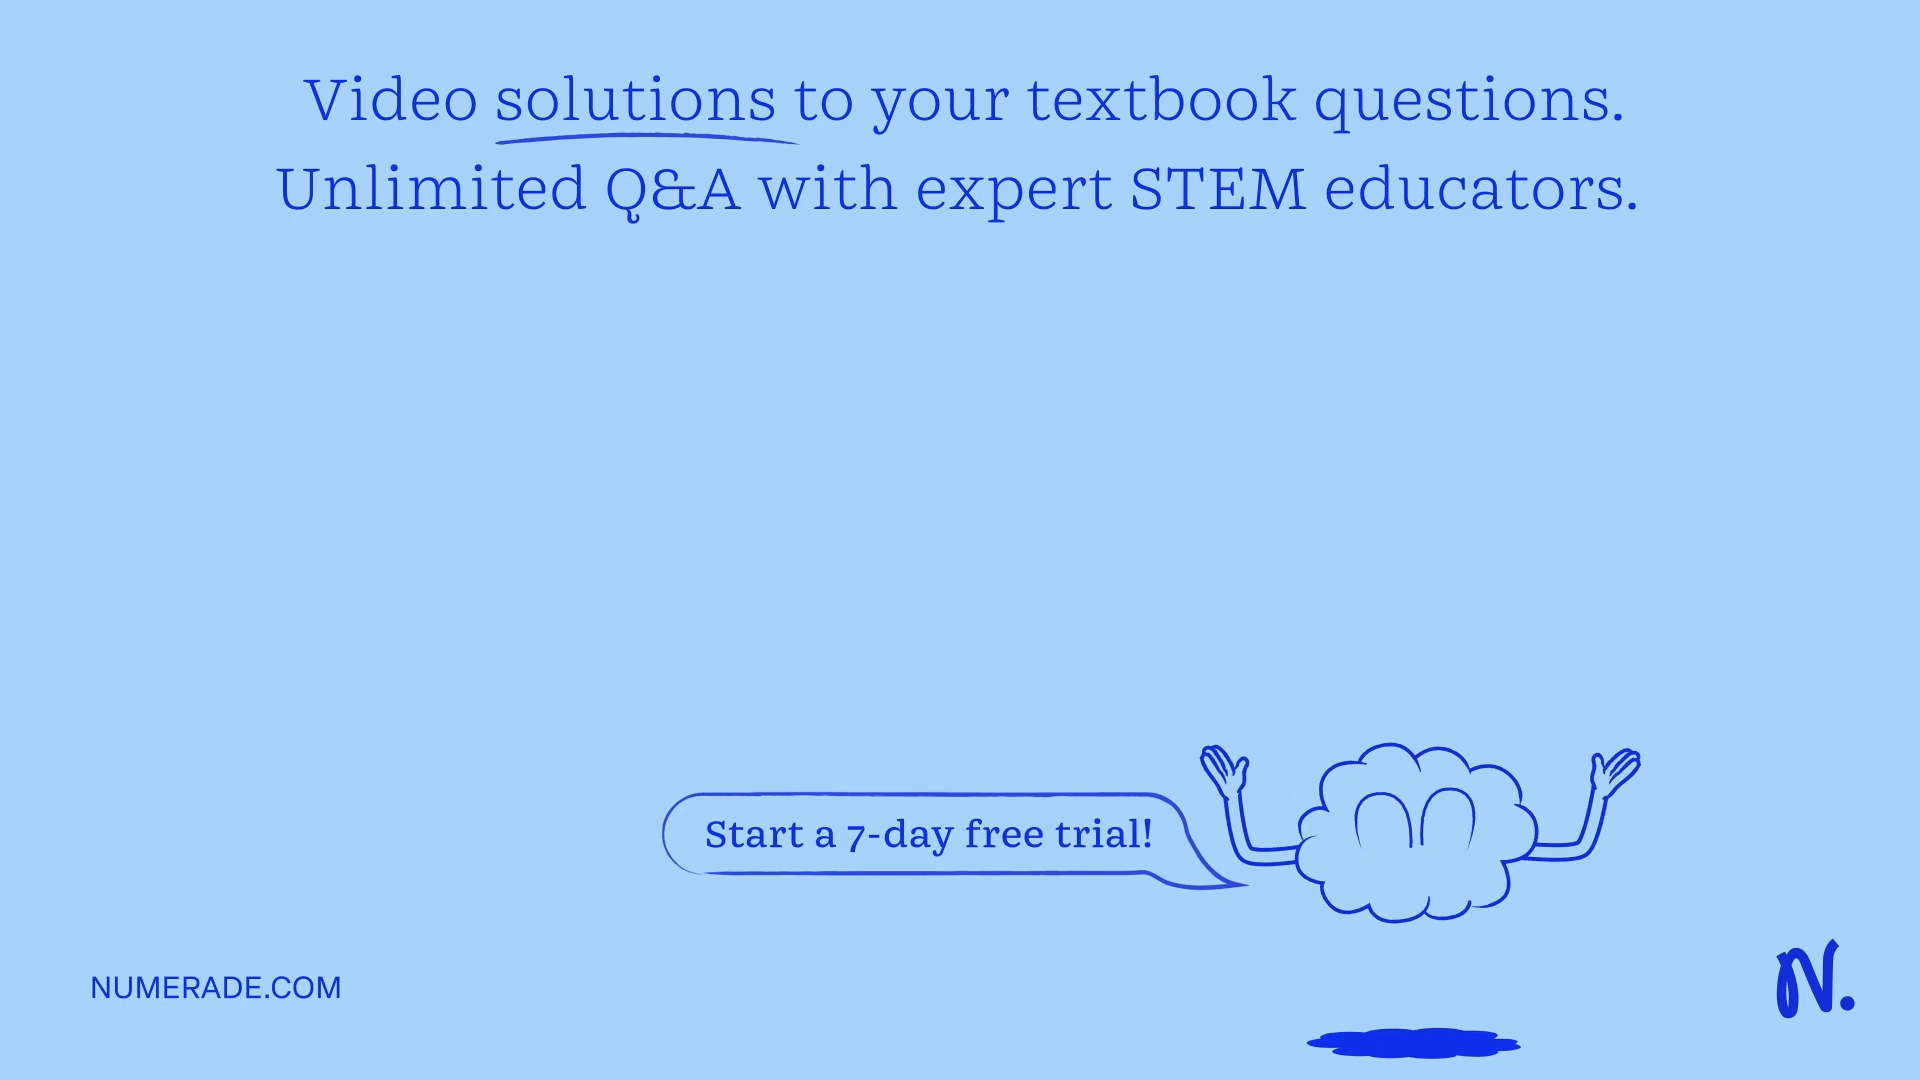 Video solutions to your textbook questions.
Unlimited Q&A with expert STEM educators.
Start a 7-day free trial!
NUMERADE.COM
N.